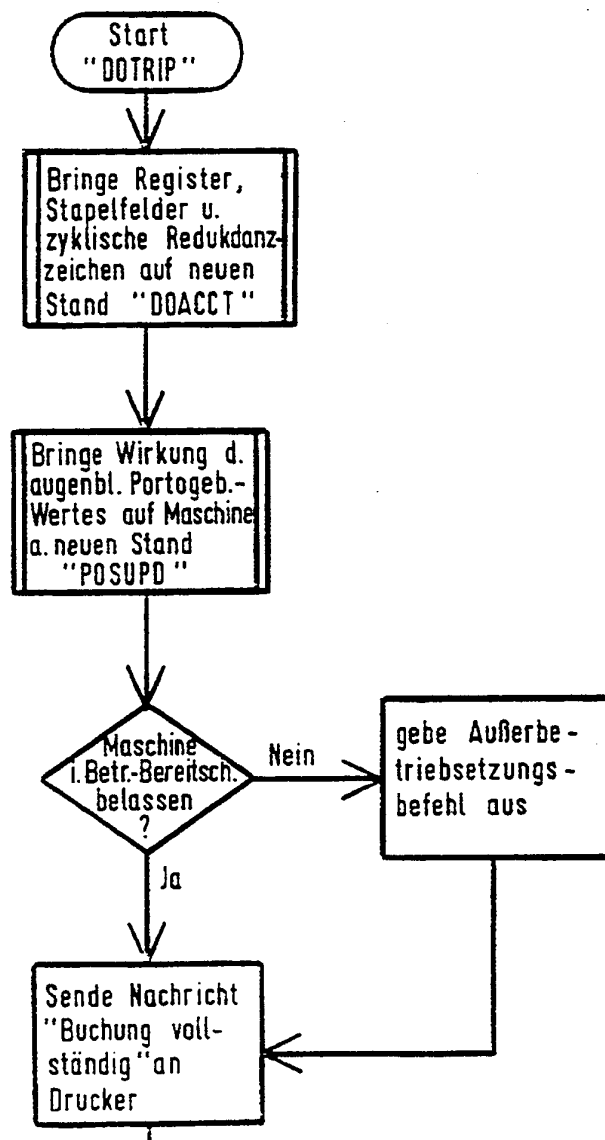 Start
"DOTRIP"
Bringe Register,
Stapelfelder u.
zyklische Redukdanz-
zeichen auf neuen
Stand "DOACCT"
Bringe Wirkung d.
augenbl. Portogeb.-
Wertes auf Maschine
a. neuen Stand
"POSUPD"
Maschine
i. Betr.-Bereitsch.
belassen
?
Nein
gebe Außerbe-
triebsetzungs-
befehl aus
Ja
Sende Nachricht
"Buchung voll-
ständig" an
Drucker